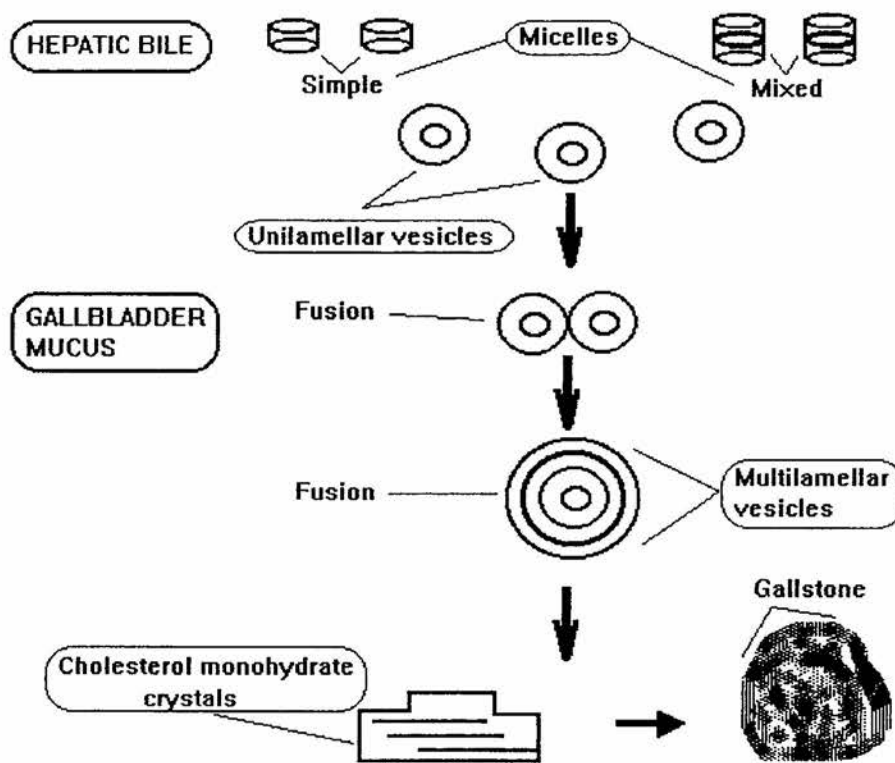 HEPATIC BILE
Micelles
Simple
Mixed
Unilamellar vesicles
GALLBLADDER
MUCUS
Fusion
Fusion
Multilamellar
vesicles
Gallstone
Cholesterol monohydrate
crystals